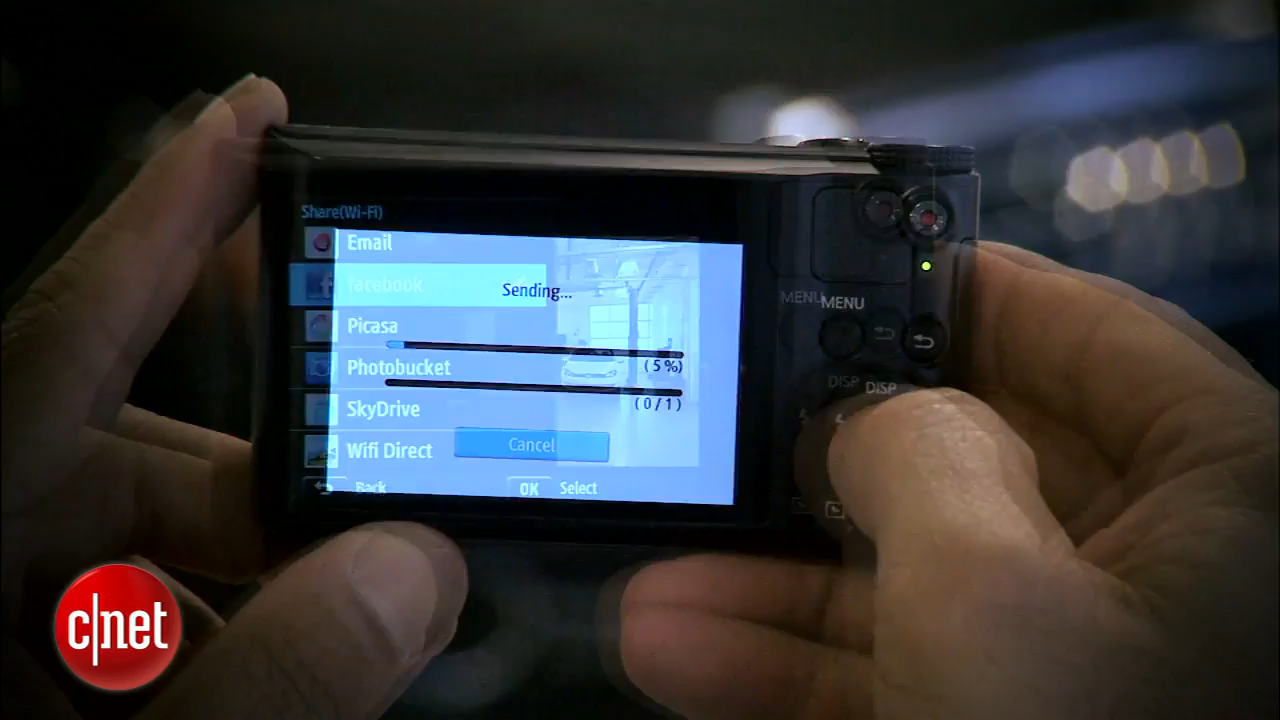 Share(Wi-Fi)
Email
facebook
Sending...
Picasa
Photobucket
(5%)
SkyDrive
(0/1)
Wifi Direct
Cancel
Back
OK Select
MENU
MENU
DISP
DISP
c|net